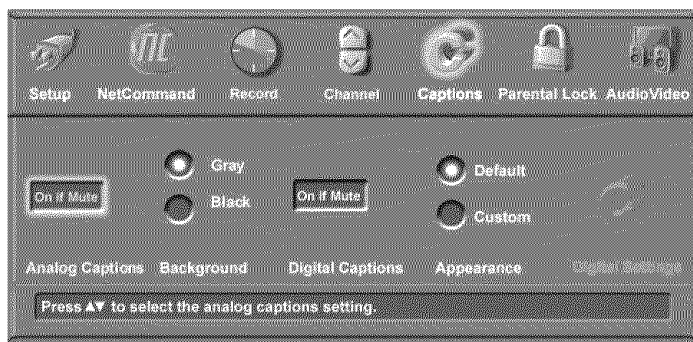 Setup NetCommand Record Channel Captions Parental Lock AudioVideo
Gray Default
On if Mute On if Mute
Black Custom
Analog Captions Background Digital Captions Appearance Digital Settings
Press ▲▼ to select the analog captions setting.